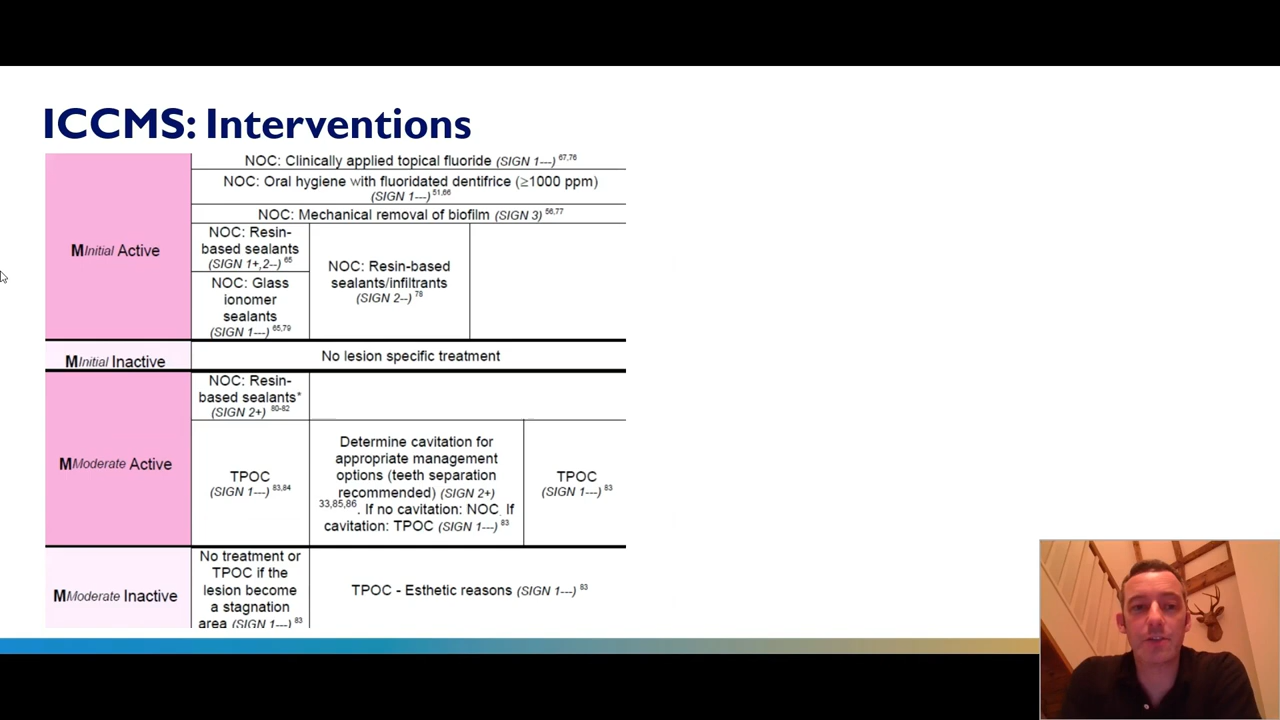 ICCMS: Interventions
NOC: Clinically applied topical fluoride (SIGN 1---) 67,76
NOC: Oral hygiene with fluoridated dentifrice (≥1000 ppm)
(SIGN 1---) 51,66
NOC: Mechanical removal of biofilm (SIGN 3) 56,77
MInitial Active
NOC: Resin-
based sealants
(SIGN 1+,2--) 65
NOC: Glass
ionomer
sealants
(SIGN 1---) 65,79
NOC: Resin-based
sealants/infiltrants
(SIGN 2--) 78
MInitial Inactive
No lesion specific treatment
MModerate Active
NOC: Resin-
based sealants*
(SIGN 2+) 80-82
TPOC
(SIGN 1---) 83,84
Determine cavitation for
appropriate management
options (teeth separation
recommended) (SIGN 2+)
33,85,86. If no cavitation: NOC. If
cavitation: TPOC (SIGN 1---) 83
TPOC
(SIGN 1---) 83
MModerate Inactive
No treatment or
TPOC if the
lesion become
a stagnation
area (SIGN 1---) 83
TPOC - Esthetic reasons (SIGN 1---) 83